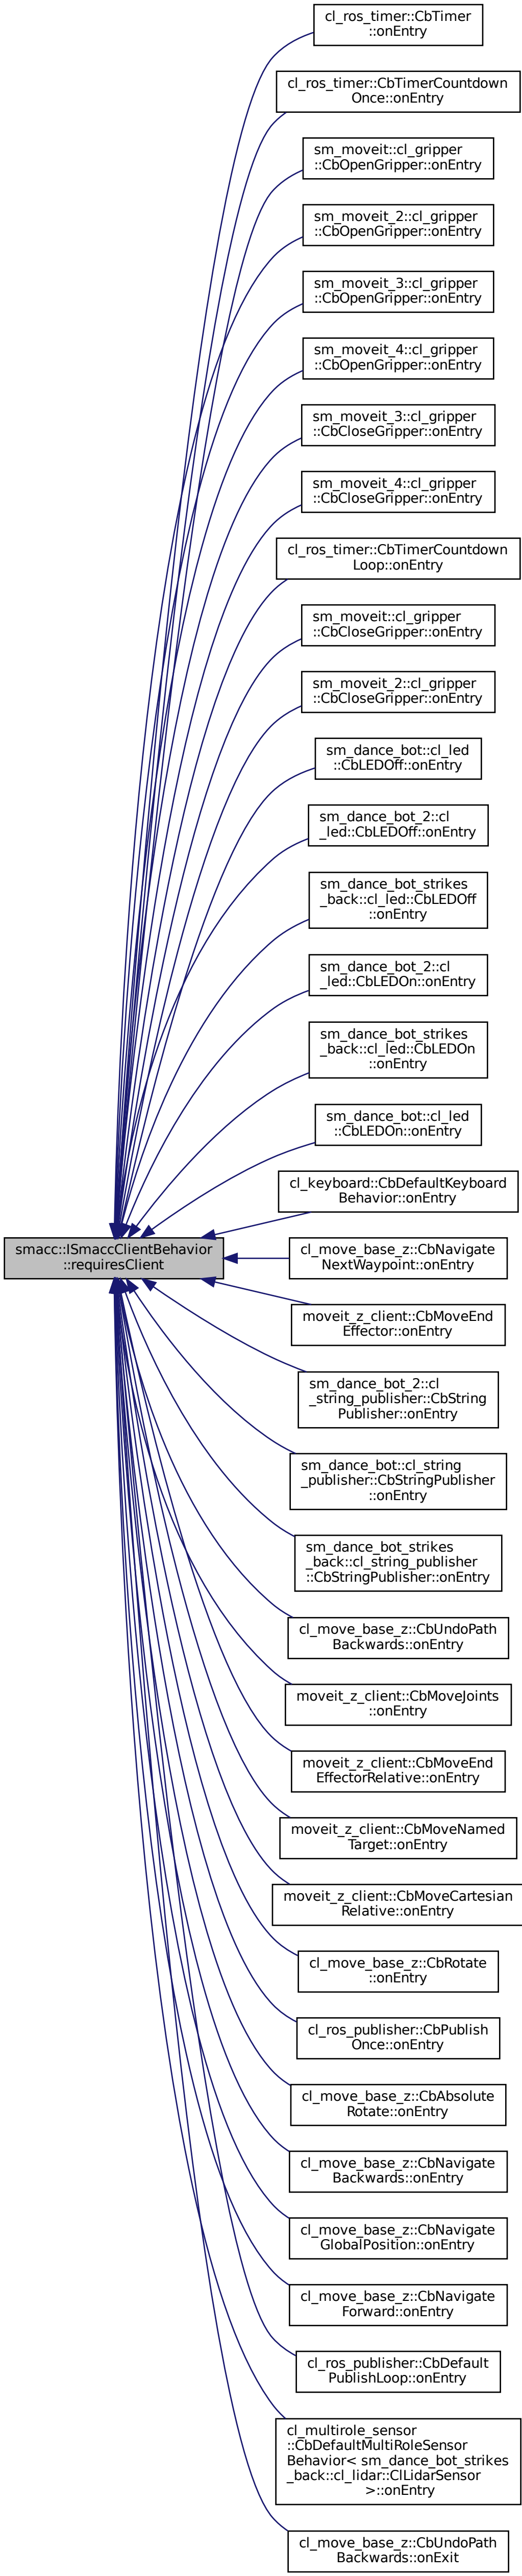 cl_ros_timer::CbTimer
::onEntry
cl_ros_timer::CbTimerCountdown
Once::onEntry
sm_moveit::cl_gripper
::CbOpenGripper::onEntry
sm_moveit_2::cl_gripper
::CbOpenGripper::onEntry
sm_moveit_3::cl_gripper
::CbOpenGripper::onEntry
sm_moveit_4::cl_gripper
::CbOpenGripper::onEntry
sm_moveit_3::cl_gripper
::CbCloseGripper::onEntry
sm_moveit_4::cl_gripper
::CbCloseGripper::onEntry
cl_ros_timer::CbTimerCountdown
Loop::onEntry
sm_moveit::cl_gripper
::CbCloseGripper::onEntry
sm_moveit_2::cl_gripper
::CbCloseGripper::onEntry
sm_dance_bot::cl_led
::CbLEDOff::onEntry
sm_dance_bot_2::cl
_led::CbLEDOff::onEntry
sm_dance_bot_strikes
_back::cl_led::CbLEDOff
::onEntry
sm_dance_bot_2::cl
_led::CbLEDOn::onEntry
sm_dance_bot_strikes
_back::cl_led::CbLEDOn
::onEntry
sm_dance_bot::cl_led
::CbLEDOn::onEntry
cl_keyboard::CbDefaultKeyboard
Behavior::onEntry
smacc::ISmaccClientBehavior
::requiresClient
cl_move_base_z::CbNavigate
NextWaypoint::onEntry
moveit_z_client::CbMoveEnd
Effector::onEntry
sm_dance_bot_2::cl
_string_publisher::CbString
Publisher::onEntry
sm_dance_bot::cl_string
_publisher::CbStringPublisher
::onEntry
sm_dance_bot_strikes
_back::cl_string_publisher
::CbStringPublisher::onEntry
cl_move_base_z::CbUndoPath
Backwards::onEntry
moveit_z_client::CbMoveJoints
::onEntry
moveit_z_client::CbMoveEnd
EffectorRelative::onEntry
moveit_z_client::CbMoveNamed
Target::onEntry
moveit_z_client::CbMoveCartesian
Relative::onEntry
cl_move_base_z::CbRotate
::onEntry
cl_ros_publisher::CbPublish
Once::onEntry
cl_move_base_z::CbAbsolute
Rotate::onEntry
cl_move_base_z::CbNavigate
Backwards::onEntry
cl_move_base_z::CbNavigate
GlobalPosition::onEntry
cl_move_base_z::CbNavigate
Forward::onEntry
cl_ros_publisher::CbDefault
PublishLoop::onEntry
cl_multirole_sensor
::CbDefaultMultiRoleSensor
Behavior< sm_dance_bot_strikes
_back::cl_lidar::ClLidarSensor
>::onEntry
cl_move_base_z::CbUndoPath
Backwards::onExit